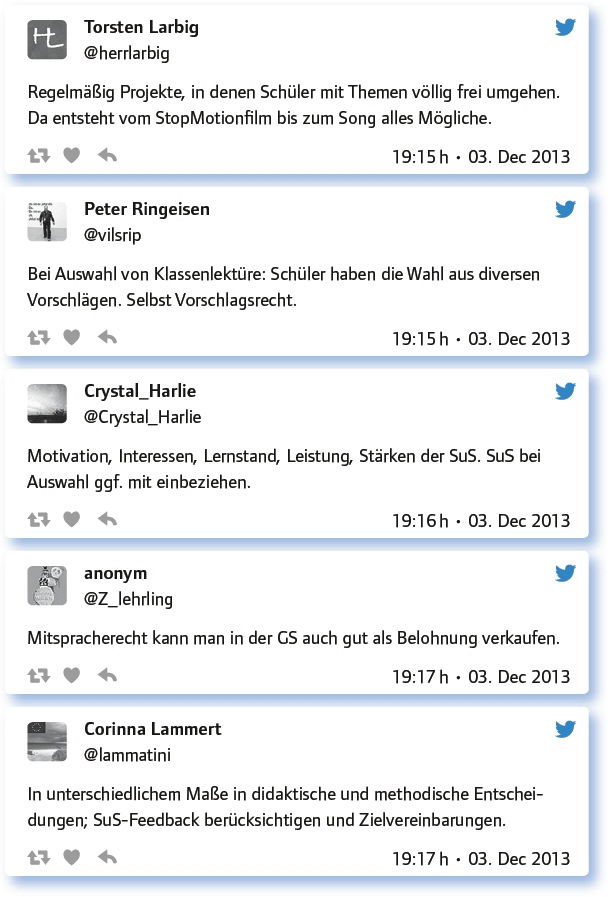 Torsten Larbig
@herrlarbig
Regelmäßig Projekte, in denen Schüler mit Themen völlig frei umgehen.
Da entsteht vom StopMotionfilm bis zum Song alles Mögliche.
19:15 h • 03. Dec 2013
Peter Ringeisen
@vilsrip
Bei Auswahl von Klassenlektüre: Schüler haben die Wahl aus diversen
Vorschlägen. Selbst Vorschlagsrecht.
19:15 h • 03. Dec 2013
Crystal_Harlie
@Crystal_Harlie
Motivation, Interessen, Lernstand, Leistung, Stärken der SuS. SuS bei
Auswahl ggf. mit einbeziehen.
19:16 h • 03. Dec 2013
anonym
@Z_lehrling
Mitspracherecht kann man in der GS auch gut als Belohnung verkaufen.
19:17 h • 03. Dec 2013
Corinna Lammert
@lammatini
In unterschiedlichem Maße in didaktische und methodische Entschei-
dungen; SuS-Feedback berücksichtigen und Zielvereinbarungen.
19:17 h • 03. Dec 2013